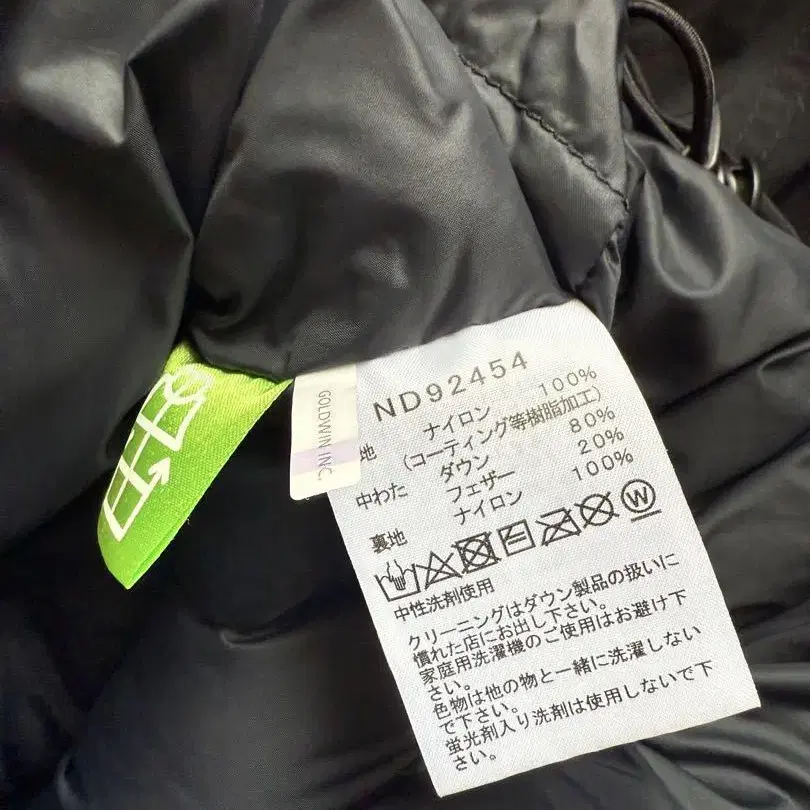 GOLDWIN INC.
ND92454
地 ナイロン 100%
(コーティング等樹脂加工)
中わた ダウン 80%
フェザー 20%
裏地 ナイロン 100%
W
中性洗剤使用
クリーニングはダウン製品の扱いに
慣れた店にお出し下さい。
家庭用洗濯機のご使用はお避け下
さい。
色物は他の物と一緒に洗濯しない
で下さい。
蛍光剤入り洗剤は使用しないで下
さい。